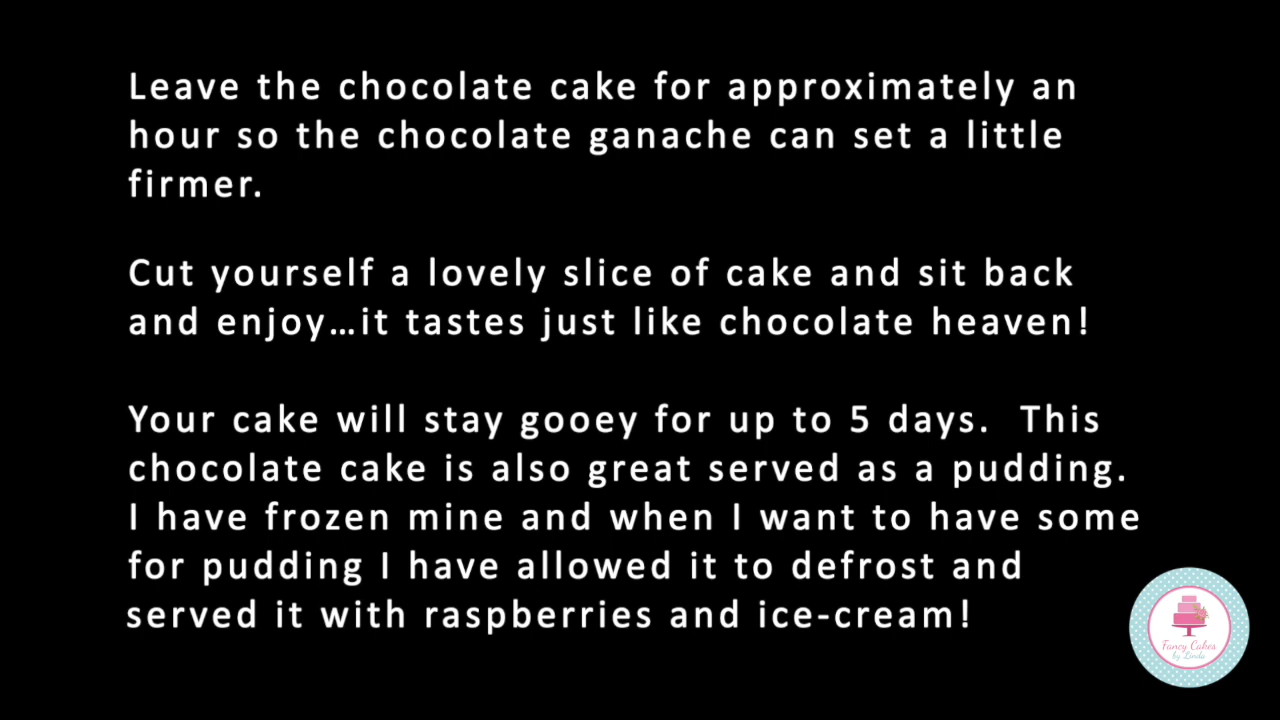 Leave the chocolate cake for approximately an
hour so the chocolate ganache can set a little
firmer.
Cut yourself a lovely slice of cake and sit back
and enjoy…it tastes just like chocolate heaven!
Your cake will stay gooey for up to 5 days.  This
chocolate cake is also great served as a pudding.
I have frozen mine and when I want to have some
for pudding I have allowed it to defrost and
served it with raspberries and ice-cream!
Fancy Cakes
by Linda